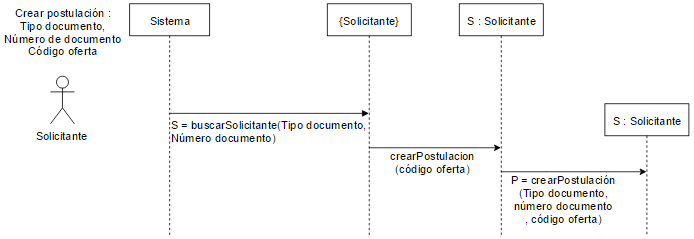 Crear postulación :
Tipo documento,
Número de documento
Código oferta
Solicitante
Sistema
{Solicitante}
S : Solicitante
S : Solicitante
S = buscarSolicitante(Tipo documento,
Número documento)
crearPostulacion
(código oferta)
P = crearPostulación
(Tipo documento,
número documento
, código oferta)